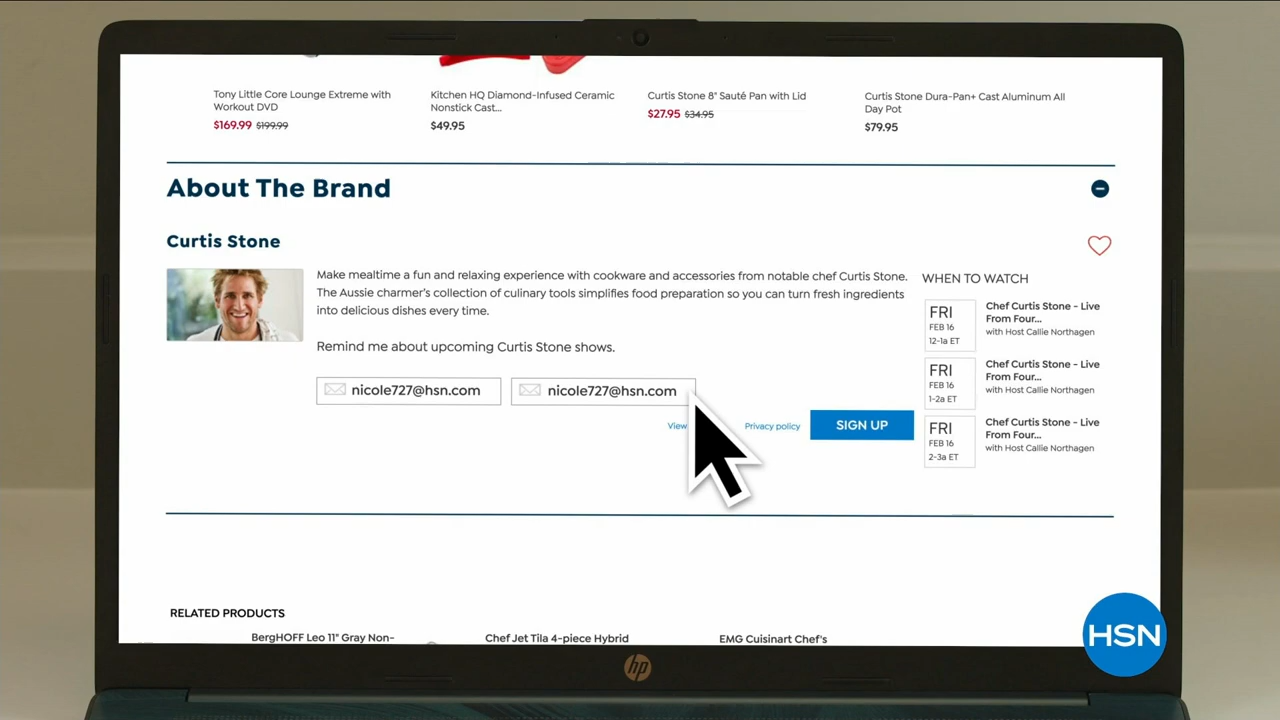 Tony Little Core Lounge Extreme with
Workout DVD
$169.99 $199.99
Kitchen HQ Diamond-Infused Ceramic
Nonstick Cast...
$49.95
Curtis Stone 8" Sauté Pan with Lid
$27.95 $34.95
Curtis Stone Dura-Pan+ Cast Aluminum All
Day Pot
$79.95
About The Brand
Curtis Stone
Make mealtime a fun and relaxing experience with cookware and accessories from notable chef Curtis Stone.
The Aussie charmer's collection of culinary tools simplifies food preparation so you can turn fresh ingredients
into delicious dishes every time.
Remind me about upcoming Curtis Stone shows.
nicole727@hsn.com
nicole727@hsn.com
View
Privacy policy
SIGN UP
WHEN TO WATCH
FRI
FEB 16
12-1a ET
Chef Curtis Stone - Live
From Four...
with Host Callie Northagen
FRI
FEB 16
1-2a ET
Chef Curtis Stone - Live
From Four...
with Host Callie Northagen
FRI
FEB 16
2-3a ET
Chef Curtis Stone - Live
From Four...
with Host Callie Northagen
RELATED PRODUCTS
BergHOFF Leo 11" Gray Non-
Chef Jet Tila 4-piece Hybrid
EMG Cuisinart Chef's
HSN
hp